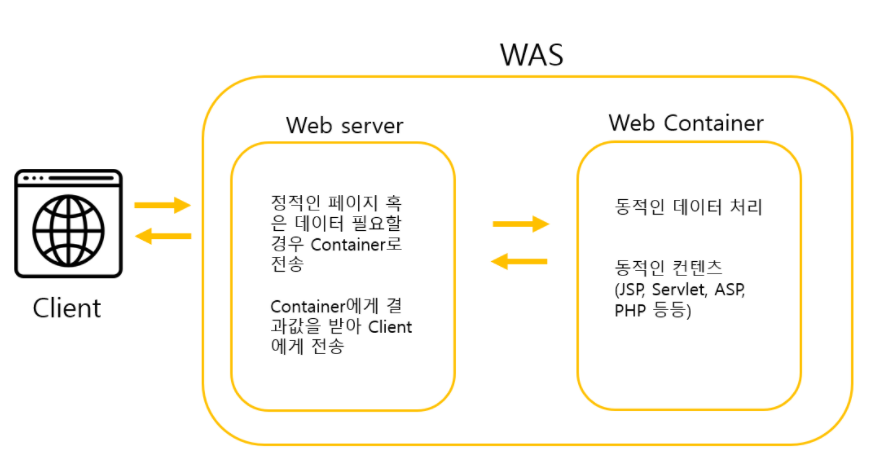 WAS
Web server
Web Container
정적인 페이지 혹
은 데이터 필요할
경우 Container로
전송
Container에게 결
과값을 받아 Client
에게 전송
동적인 데이터 처리
동적인 컨텐츠
(JSP, Servlet, ASP,
PHP 등등)
Client